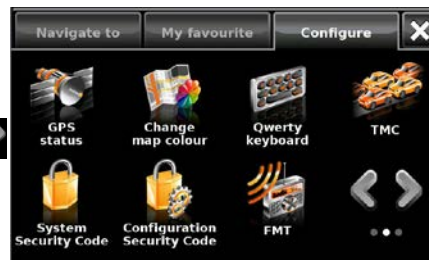 Navigate to
My favourite
Configure
GPS
status
Change
map colour
Qwerty
keyboard
TMC
System
Security Code
Configuration
Security Code
FMT